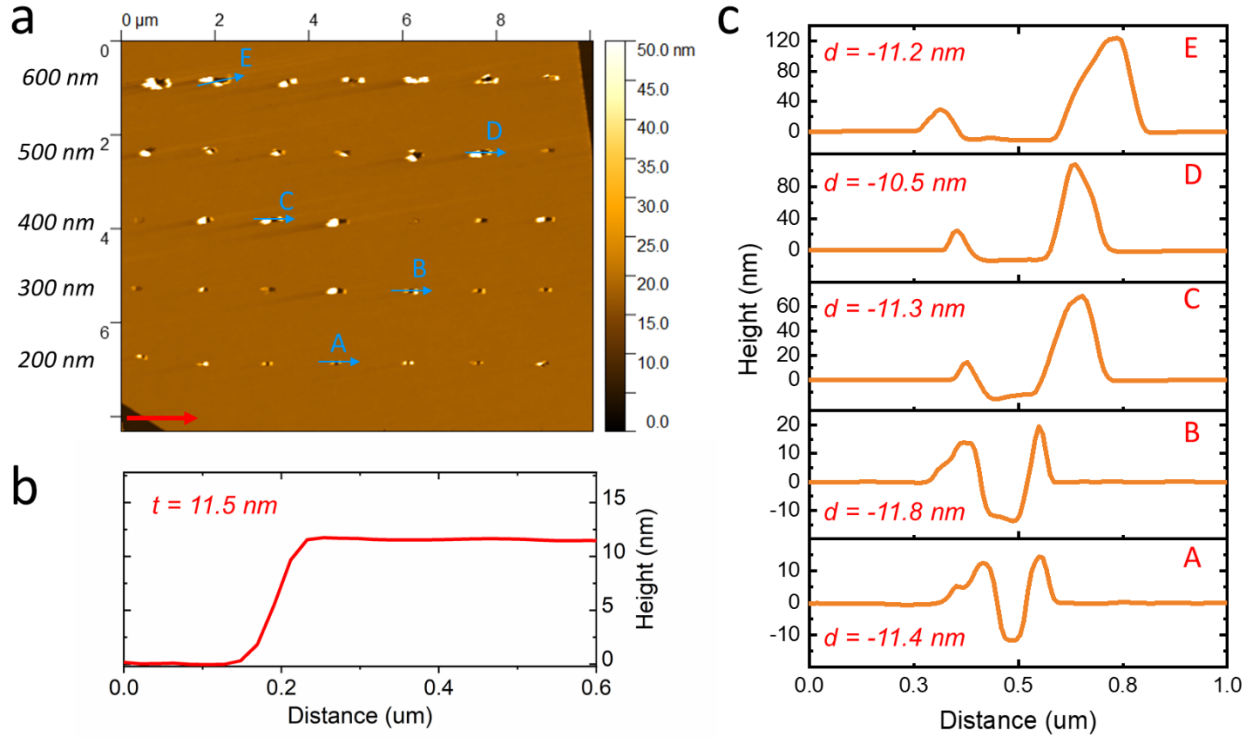 a
0 µm 2 4 6 8
0
2
4
6
600 nm
500 nm
400 nm
300 nm
200 nm
E
D
C
B
A
50.0 nm
45.0
40.0
35.0
30.0
25.0
20.0
15.0
10.0
0.0
b
t = 11.5 nm
15
10
5
0
Height (nm)
0.0 0.2 0.4 0.6
Distance (um)
c
Height (nm)
120
80
40
0
d = -11.2 nm
E
80
40
0
d = -10.5 nm
D
60
40
20
0
d = -11.3 nm
C
20
10
0
-10
d = -11.8 nm
B
10
0
-10
d = -11.4 nm
A
0.0 0.3 0.5 0.8 1.0
Distance (um)